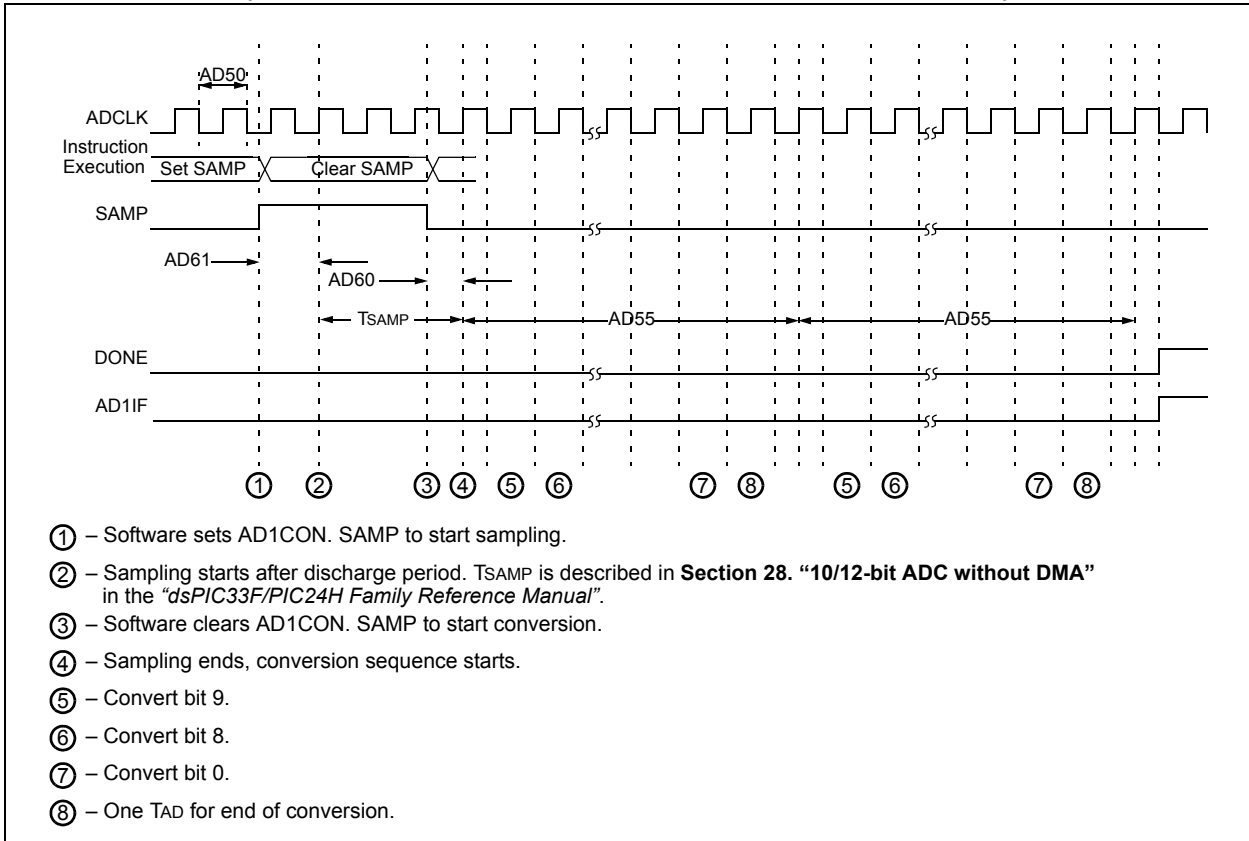 AD50
ADCLK
Instruction
Execution
Set SAMP
Clear SAMP
SAMP
AD61
AD60
TSAMP
AD55
AD55
DONE
AD1IF
1 2 3 4 5 6 7 8 5 6 7 8
1 – Software sets AD1CON. SAMP to start sampling.
2 – Sampling starts after discharge period. TSAMP is described in Section 28. “10/12-bit ADC without DMA”
in the “dsPIC33F/PIC24H Family Reference Manual”.
3 – Software clears AD1CON. SAMP to start conversion.
4 – Sampling ends, conversion sequence starts.
5 – Convert bit 9.
6 – Convert bit 8.
7 – Convert bit 0.
8 – One TAD for end of conversion.